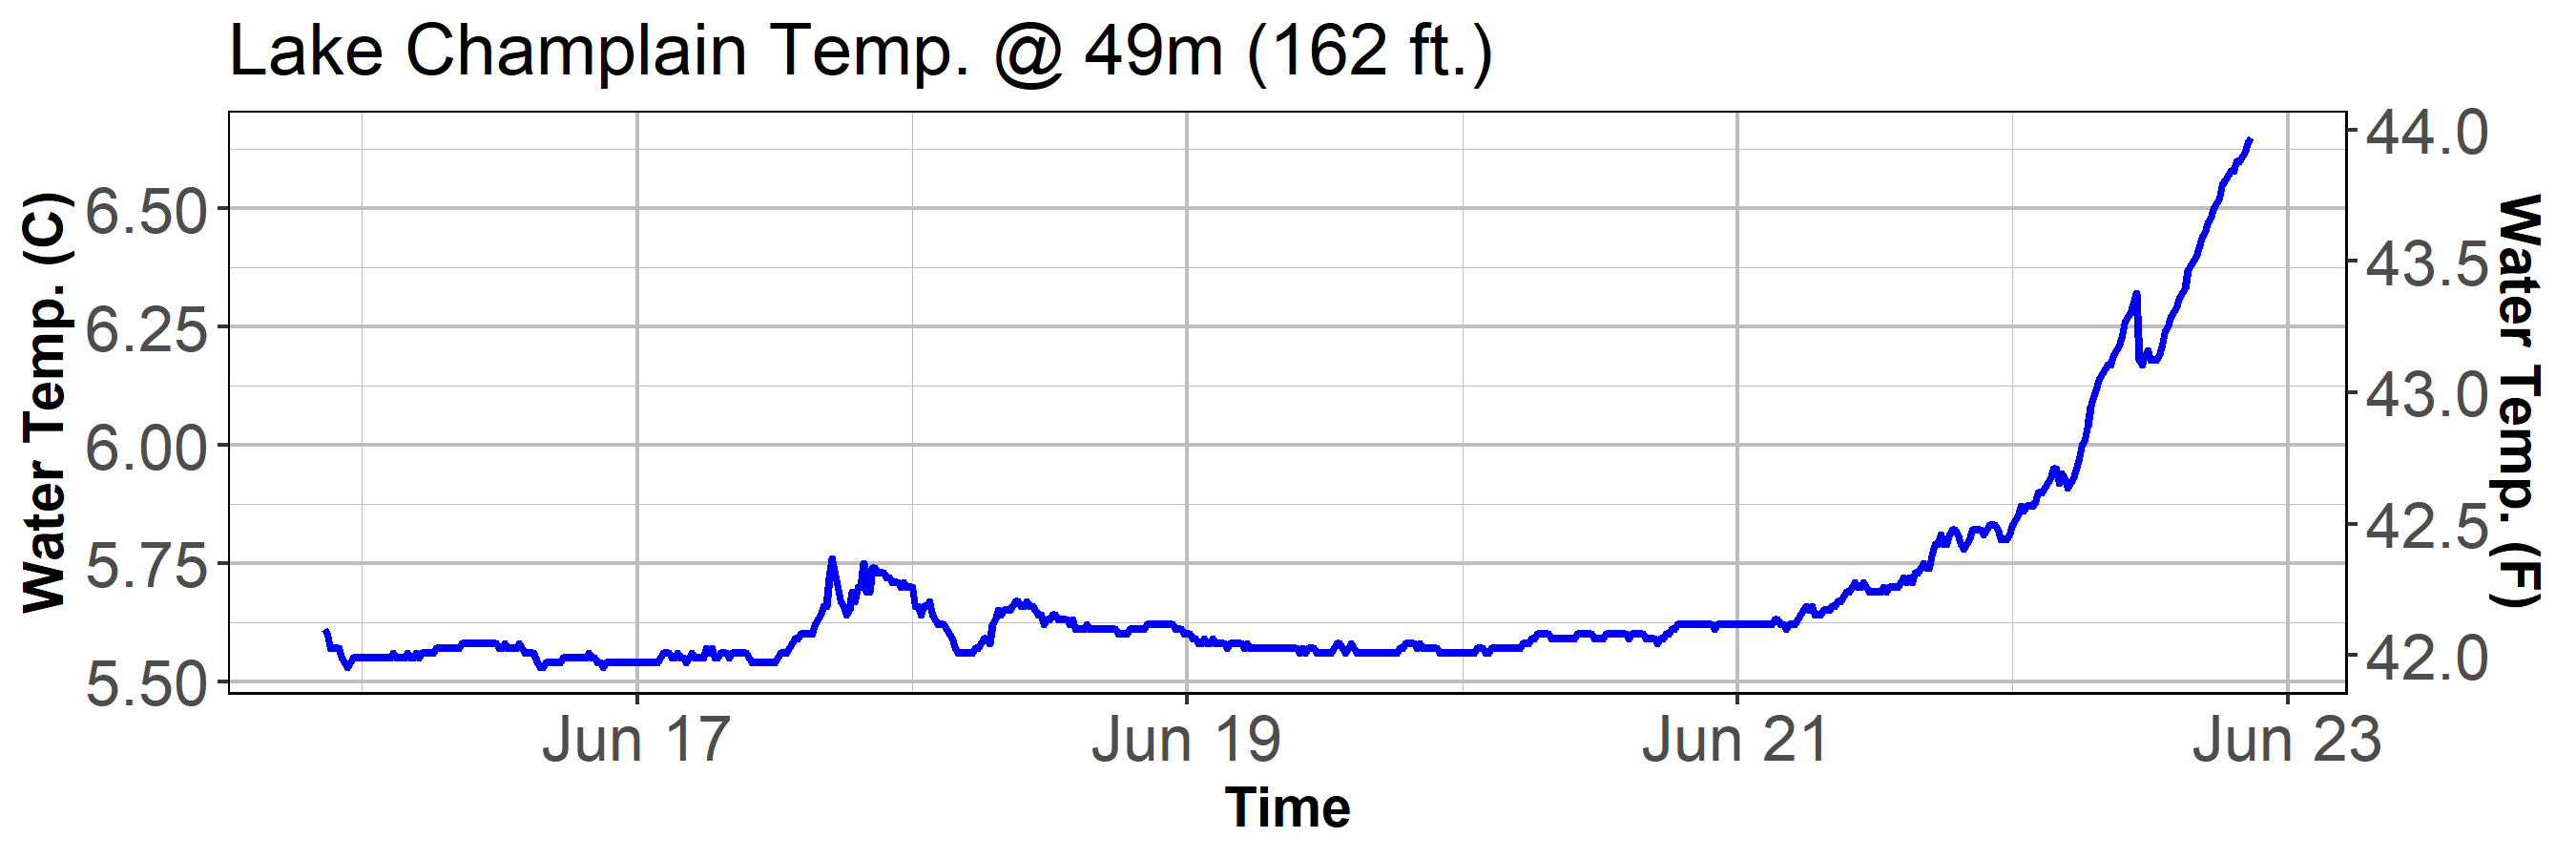 Lake Champlain Temp. @ 49m (162 ft.)
Water Temp. (C)
6.50
6.25
6.00
5.75
5.50
44.0
43.5
43.0
42.5
42.0
Water Temp. (F)
Jun 17
Jun 19
Jun 21
Jun 23
Time